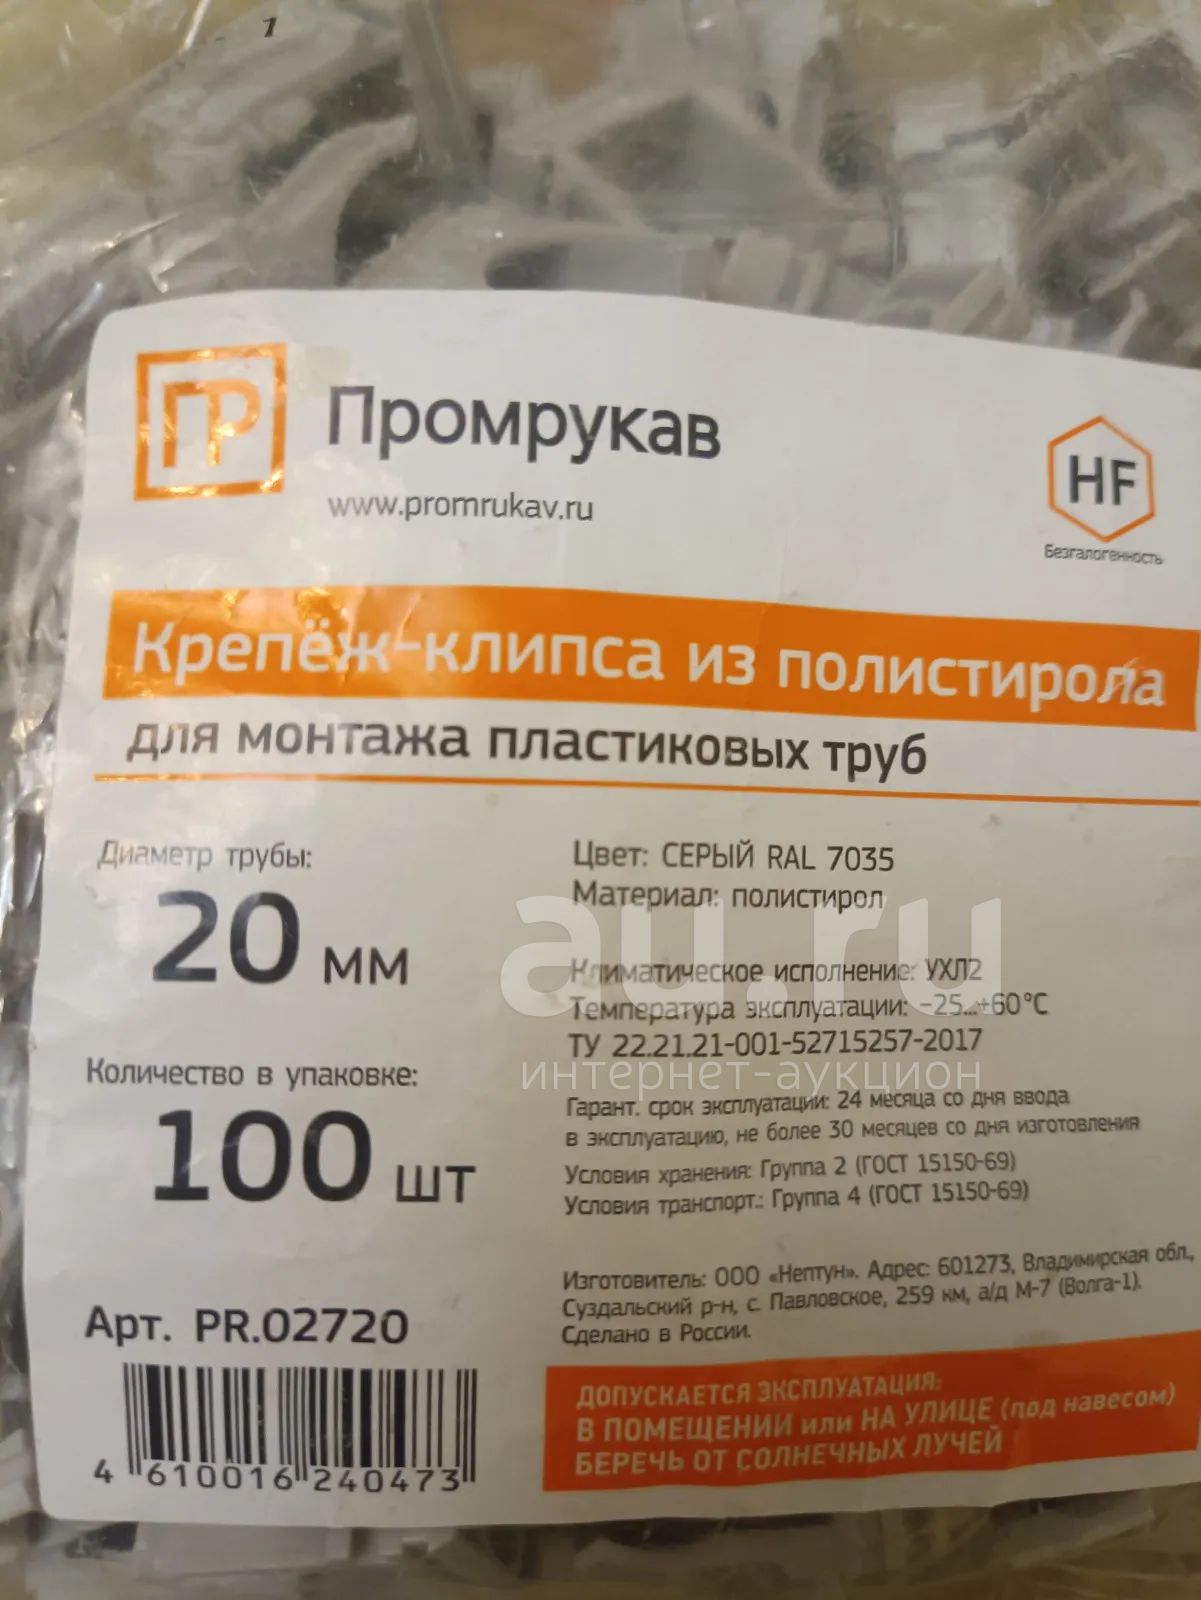 ПР
Промрукав
www.promrukav.ru
HF
Безгалогенность
Крепёж-клипса из полистирола
для монтажа пластиковых труб
Диаметр трубы:
20 мм
Количество в упаковке:
100 шт
Арт. PR.02720
4 610016 240473
Цвет: СЕРЫЙ RAL 7035
Материал: полистирол
Климатическое исполнение: УХЛ2
Температура эксплуатации: –25...+60°C
ТУ 22.21.21-001-52715257-2017
Гарант. срок эксплуатации: 24 месяца со дня ввода
в эксплуатацию, не более 30 месяцев со дня изготовления
Условия хранения: Группа 2 (ГОСТ 15150-69)
Условия транспорт.: Группа 4 (ГОСТ 15150-69)
Изготовитель: ООО «Нептун». Адрес: 601273, Владимирская обл.,
Суздальский р-н, с. Павловское, 259 км, а/д М-7 (Волга-1).
Сделано в России.
ДОПУСКАЕТСЯ ЭКСПЛУАТАЦИЯ:
В ПОМЕЩЕНИИ или НА УЛИЦЕ (под навесом)
БЕРЕЧЬ ОТ СОЛНЕЧНЫХ ЛУЧЕЙ
au.ru
интернет-аукцион